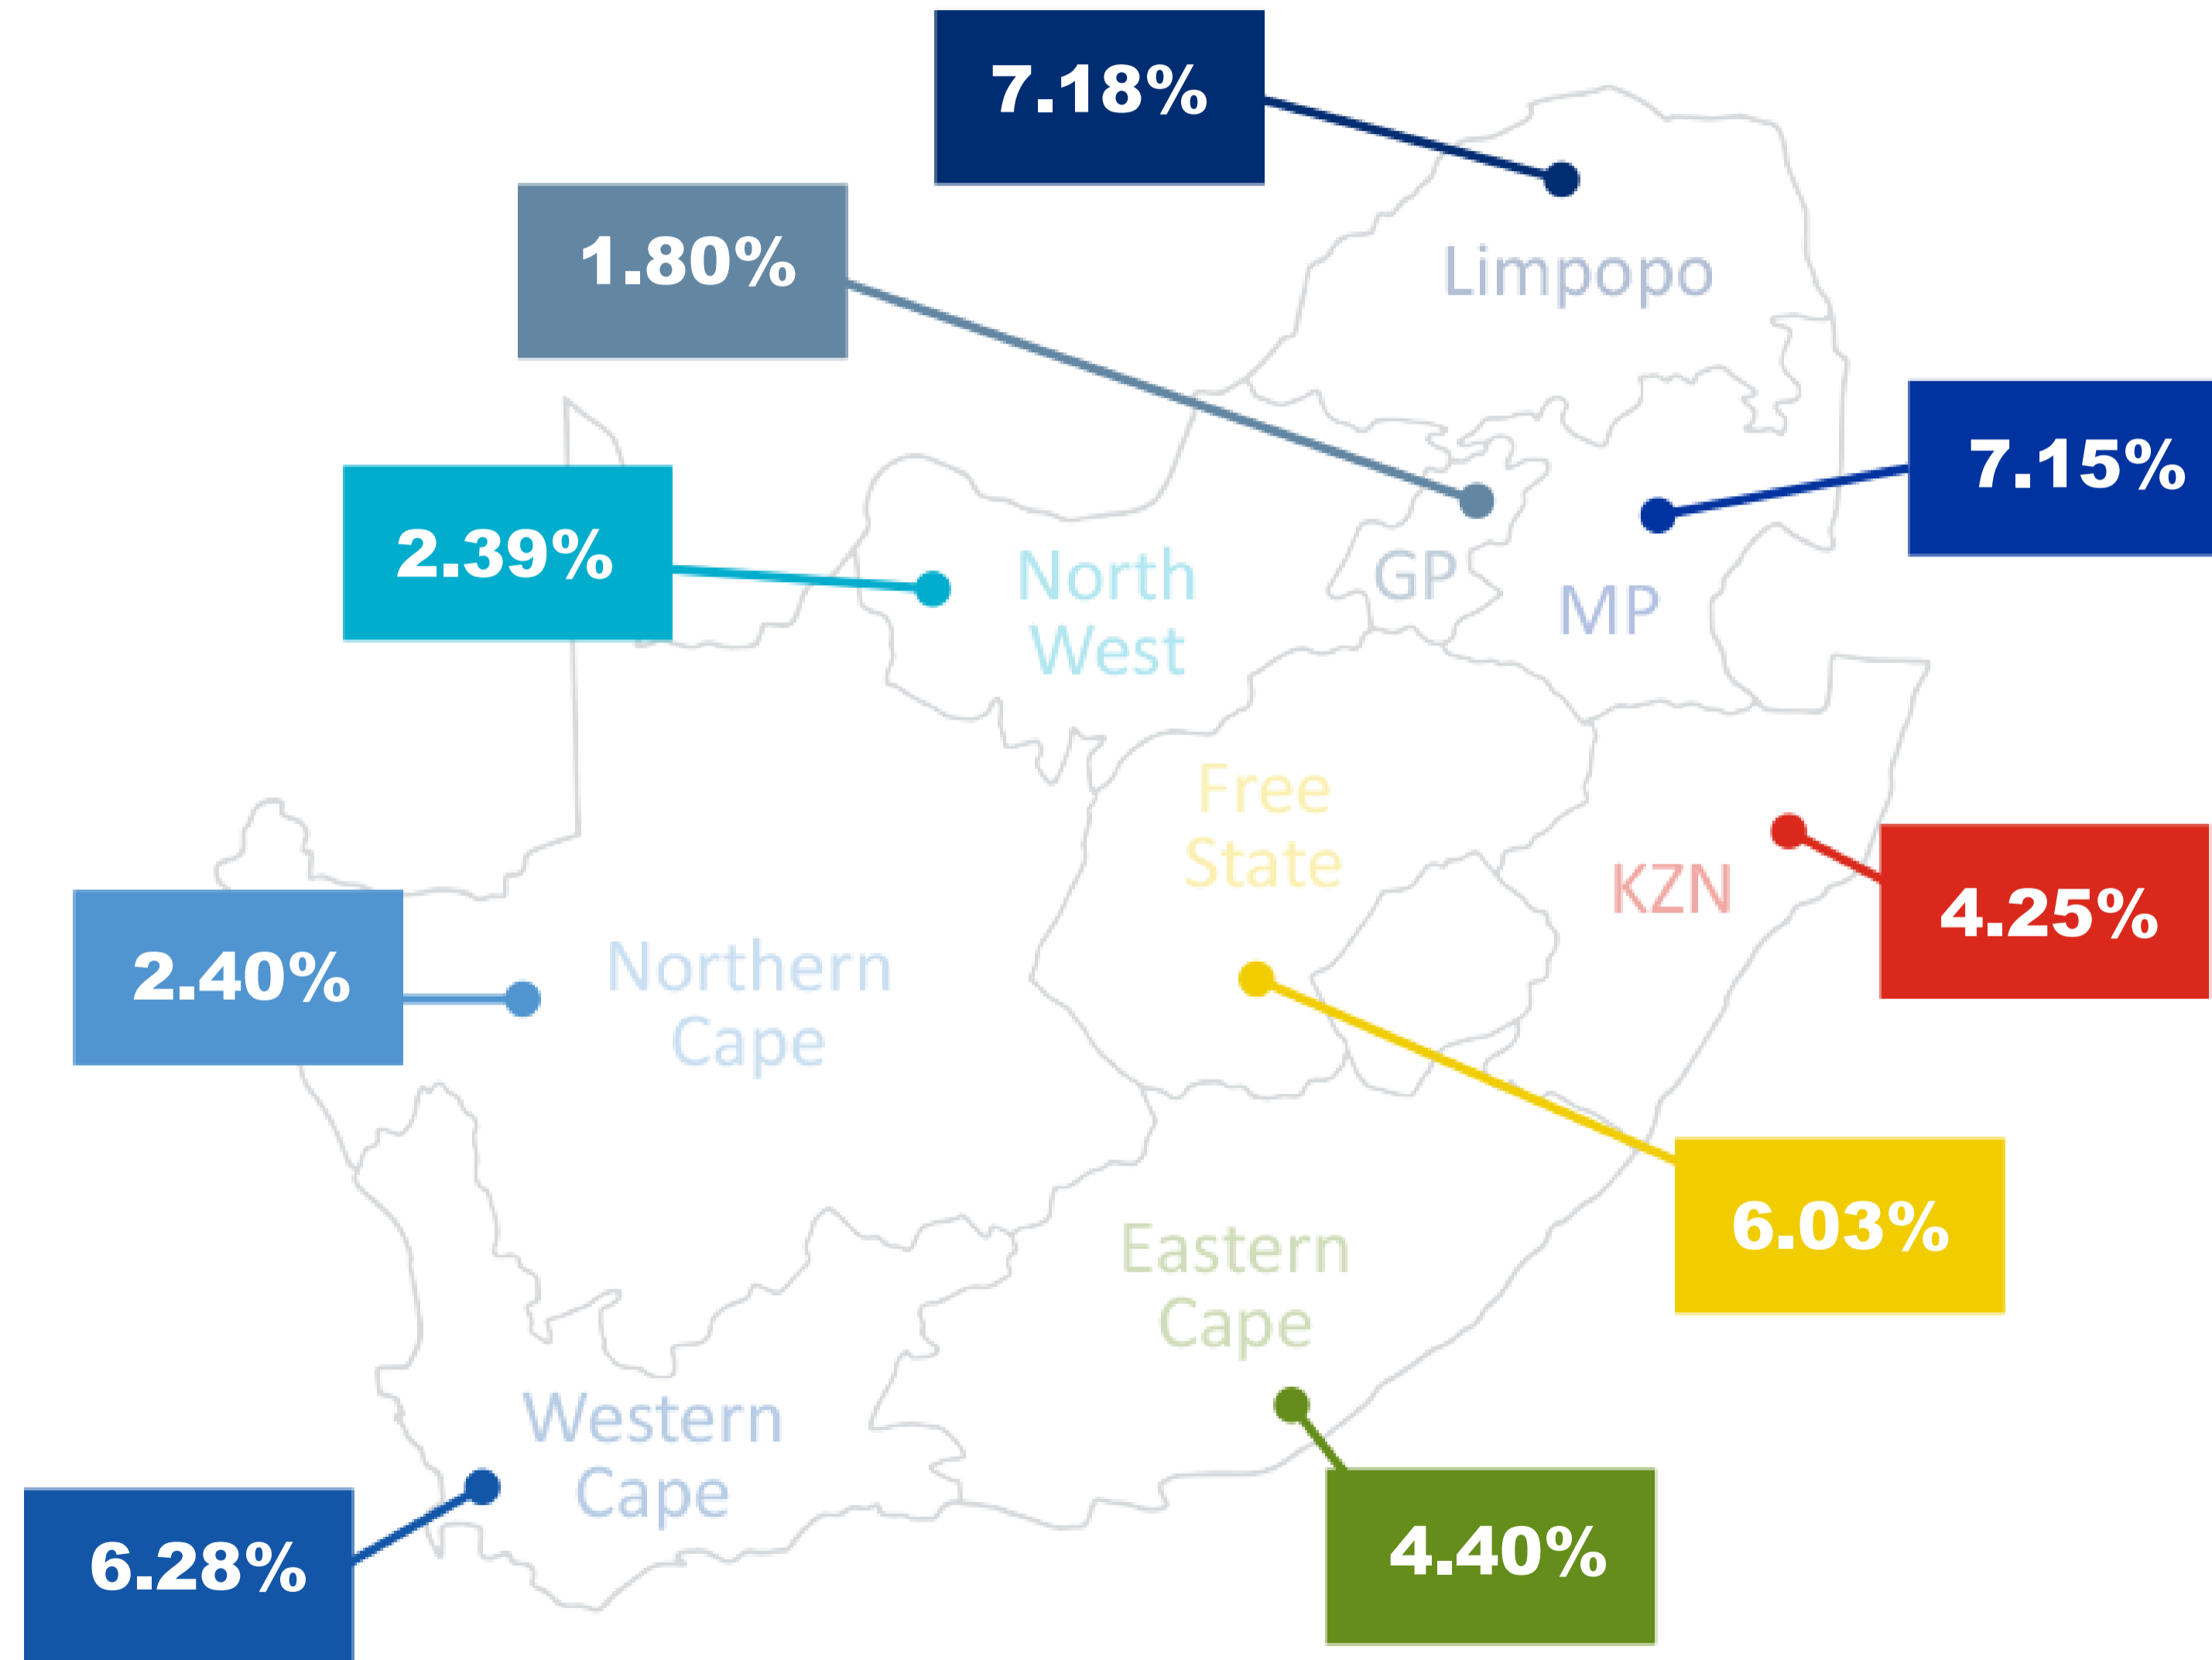 7.18%
1.80%
Limpopo
7.15%
2.39%
North
West
GP
MP
Free
State
KZN
4.25%
2.40%
Northern
Cape
6.03%
Eastern
Cape
Western
Cape
6.28%
4.40%